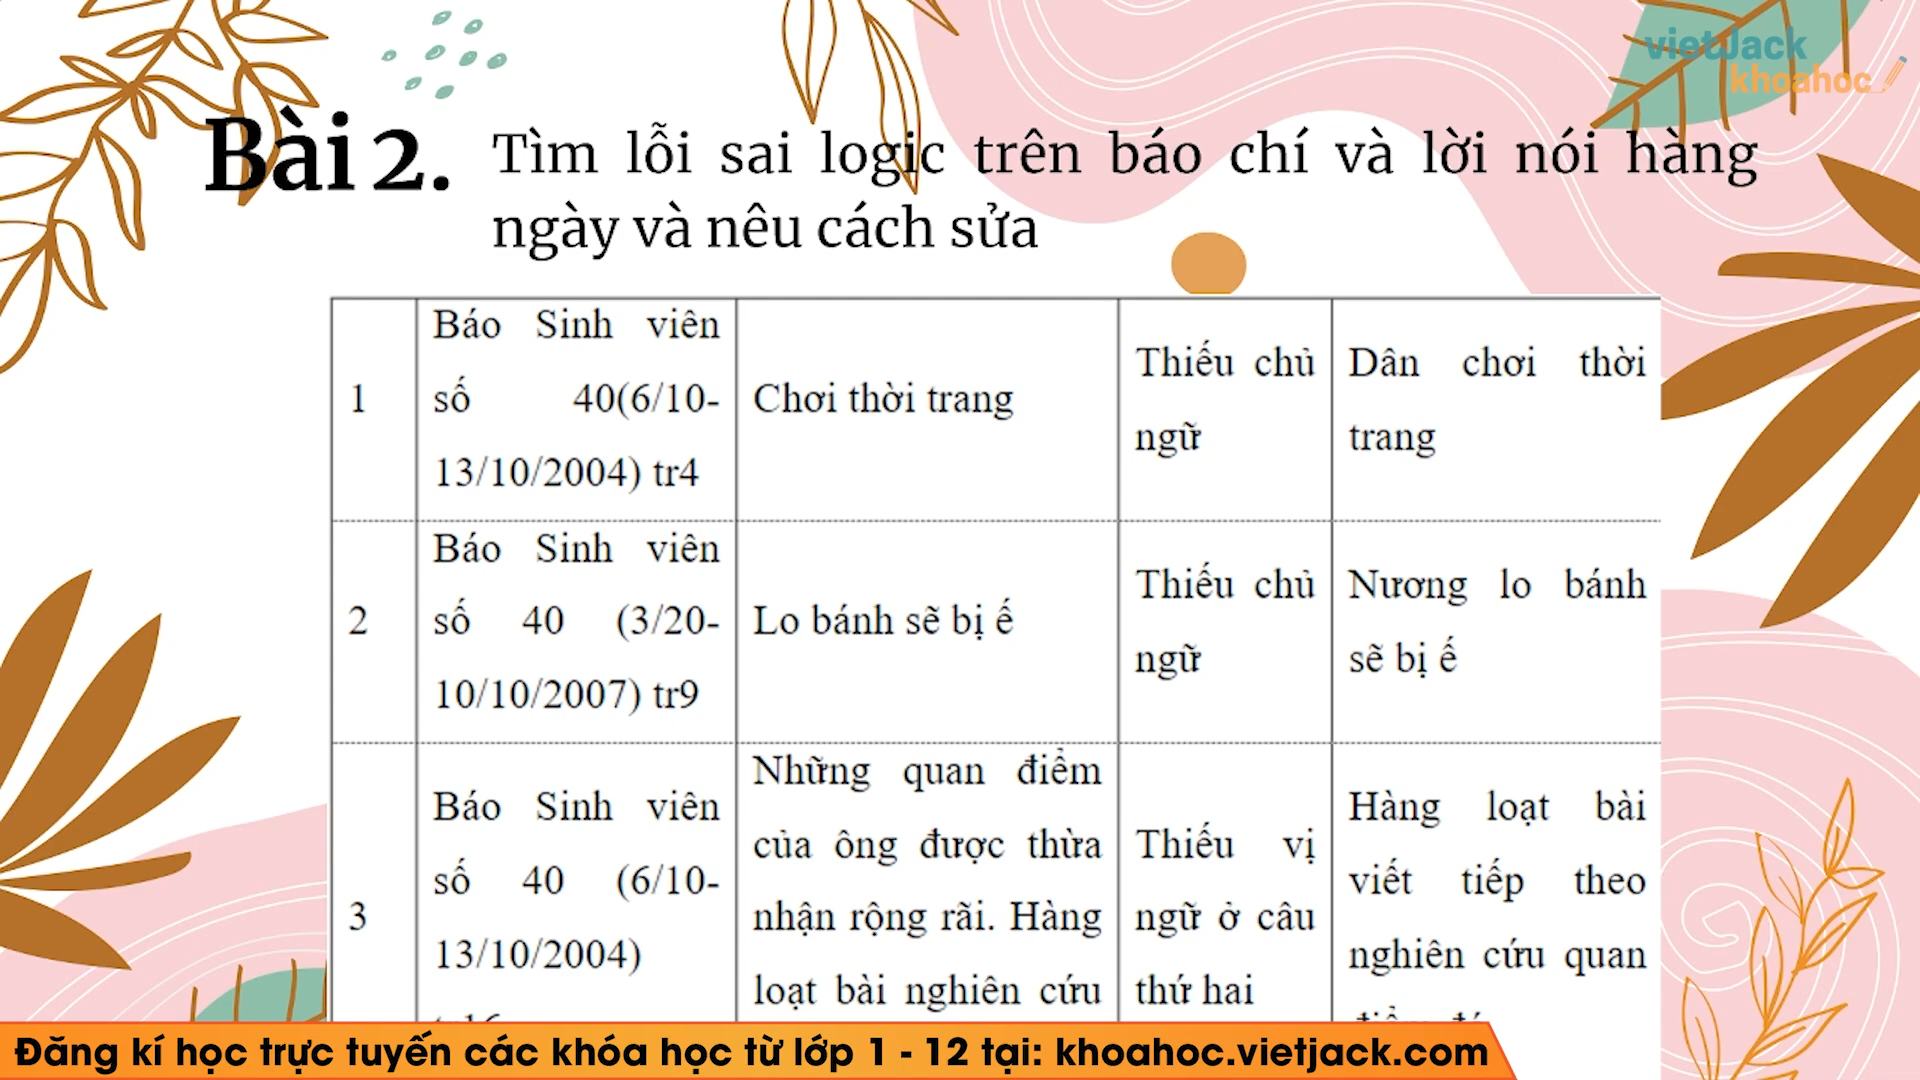 vietJack
khoahoc
Bài 2.
Tìm lỗi sai logic trên báo chí và lời nói hàng
ngày và nêu cách sửa
1
Báo Sinh viên
số 40(6/10-
13/10/2004) tr4
Chơi thời trang
Thiếu chủ
ngữ
Dân chơi thời
trang
2
Báo Sinh viên
số 40 (3/20-
10/10/2007) tr9
Lo bánh sẽ bị ế
Thiếu chủ
ngữ
Nương lo bánh
sẽ bị ế
3
Báo Sinh viên
số 40 (6/10-
13/10/2004)
Những quan điểm
của ông được thừa
nhận rộng rãi. Hàng
loạt bài nghiên cứu
Thiếu vị
ngữ ở câu
thứ hai
Hàng loạt bài
viết tiếp theo
nghiên cứu quan
Đăng kí học trực tuyến các khóa học từ lớp 1 - 12 tại: khoahoc.vietjack.com